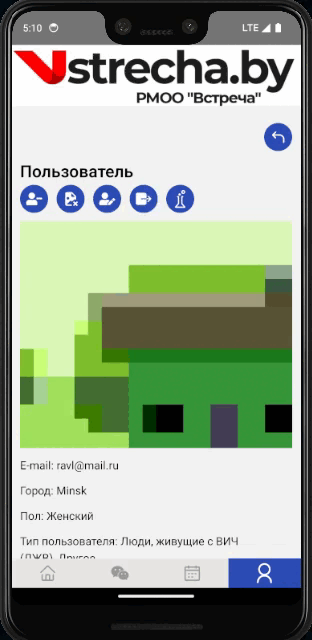 5:10 LTE
Vstrecha.by
РМОО "Встреча"
Пользователь
E-mail: ravl@mail.ru
Город: Minsk
Пол: Женский
Тип пользователя: Люди, живущие с ВИЧ
(ЛЖВ), Другое